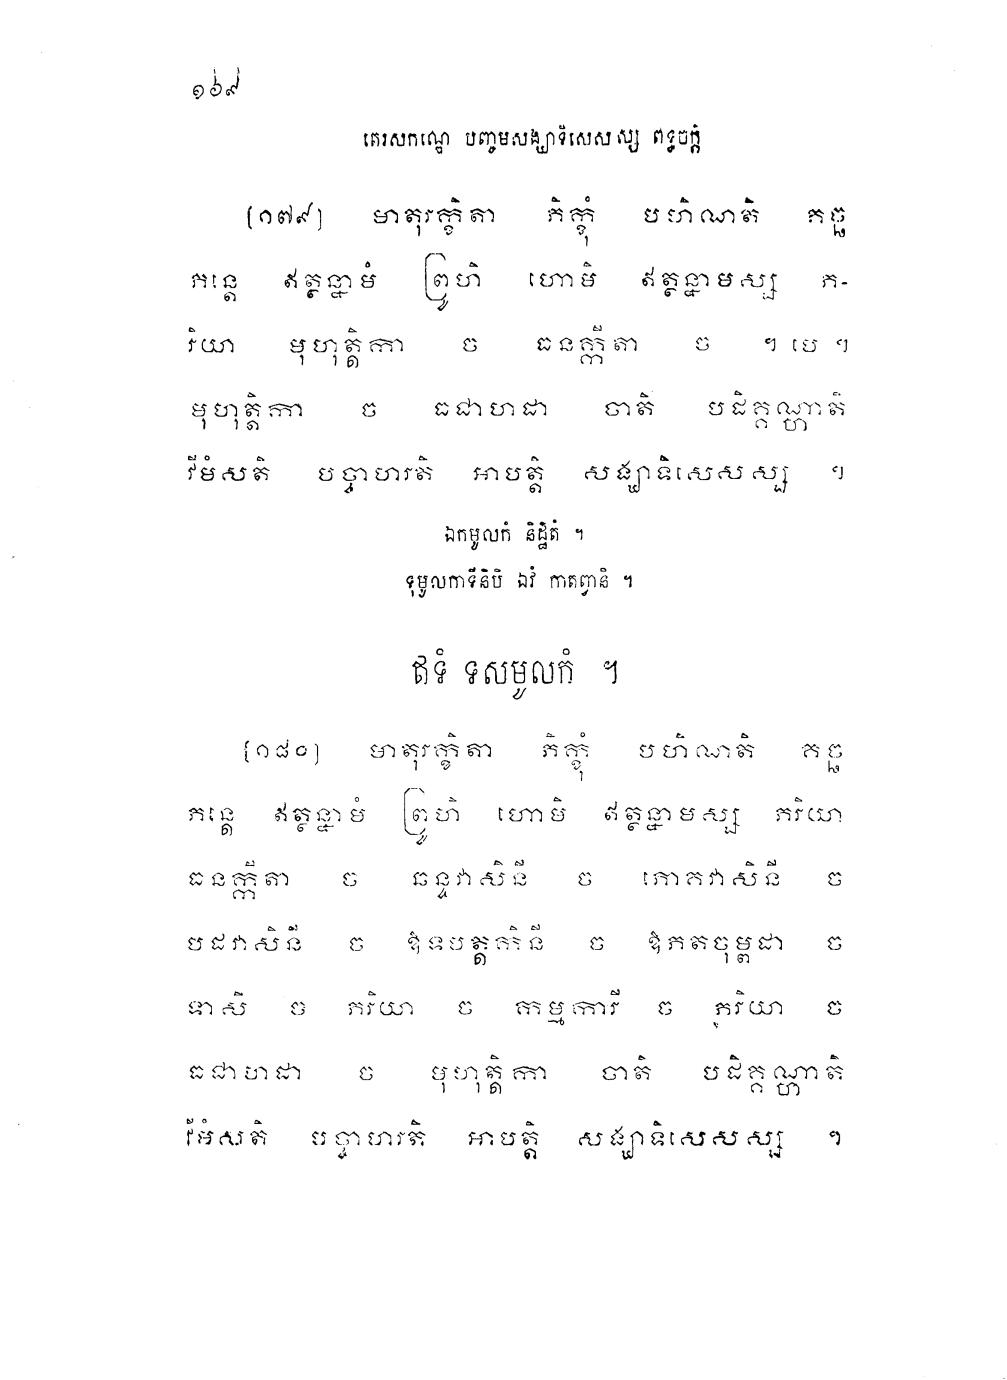 ១៦៩
តេរសកណ្ឌេ បញ្ចមសង្ឃាទិសេសស្ស ពទ្ធចក្កំ
[១៧៩] មាតុរក្ខិតា ភិក្ខុំ បហិណតិ គច្ឆ
ភន្តេ ឥត្ថន្នាមំ ព្រូហិ ហោមិ ឥត្ថន្នាមស្ស ភ-
រិយា មុហុត្តិកា ច ធនក្កីតា ច ។ បេ ។
មុហុត្តិកា ច ធជាហដា ចាតិ បដិគ្គណ្ហាតិ
វីមំសតិ បច្ចាហរតិ អាបត្តិ សង្ឃាទិសេសស្ស ។
ឯកមូលកំ និដ្ឋិតំ ។
ទុមូលកាទីនិបិ ឯវំ កាតព្វានិ ។
ឥទំ ទសមូលកំ ។
[១៨០] មាតុរក្ខិតា ភិក្ខុំ បហិណតិ គច្ឆ
ភន្តេ ឥត្ថន្នាមំ ព្រូហិ ហោមិ ឥត្ថន្នាមស្ស ភរិយា
ធនក្កីតា ច ឆន្ទវាសិនី ច ភោគវាសិនី ច
បដវាសិនី ច ឱទបត្តគិនី ច ឱភតចុម្ពដា ច
ទាសី ច ភរិយា ច កម្មការី ច ភរិយា ច
ធជាហដា ច មុហុត្តិកា ចាតិ បដិគ្គណ្ហាតិ
វីមំសតិ បច្ចាហរតិ អាបត្តិ សង្ឃាទិសេសស្ស ។